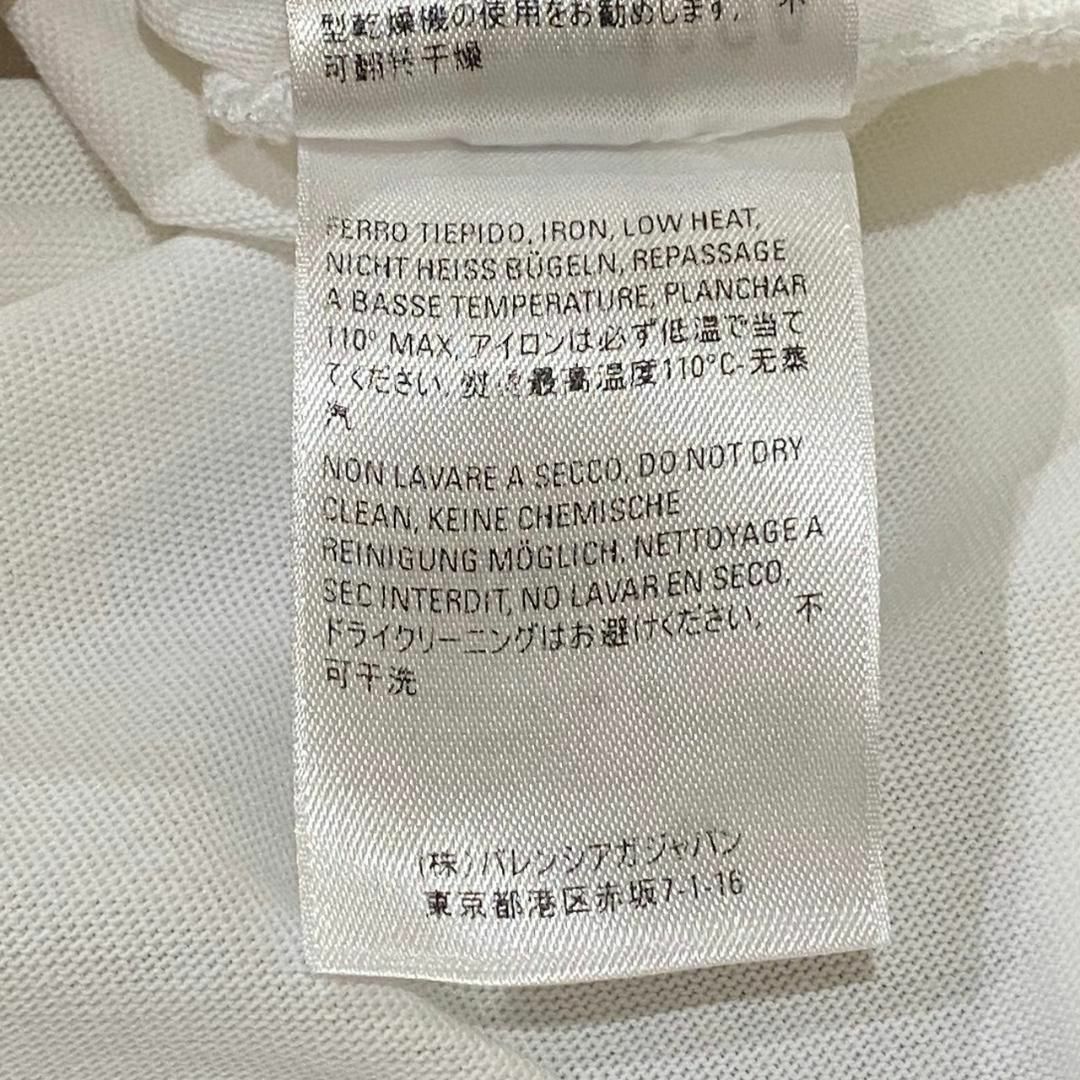 型乾燥機の使用をお勧めします, 不
可翻转干燥
FERRO TIEPIDO, IRON, LOW HEAT,
NICHT HEISS BÜGELN, REPASSAGE
A BASSE TEMPERATURE, PLANCHAR
110° MAX, アイロンは必ず低温で当て
てください, 熨 最高温度110°C-无蒸
汽
NON LAVARE A SECCO, DO NOT DRY
CLEAN, KEINE CHEMISCHE
REINIGUNG MÖGLICH, NETTOYAGE A
SEC INTERDIT, NO LAVAR EN SECO,
ドライクリーニングはお避けください, 不
可干洗
(株)バレンシアガジャパン
東京都港区赤坂7-1-16